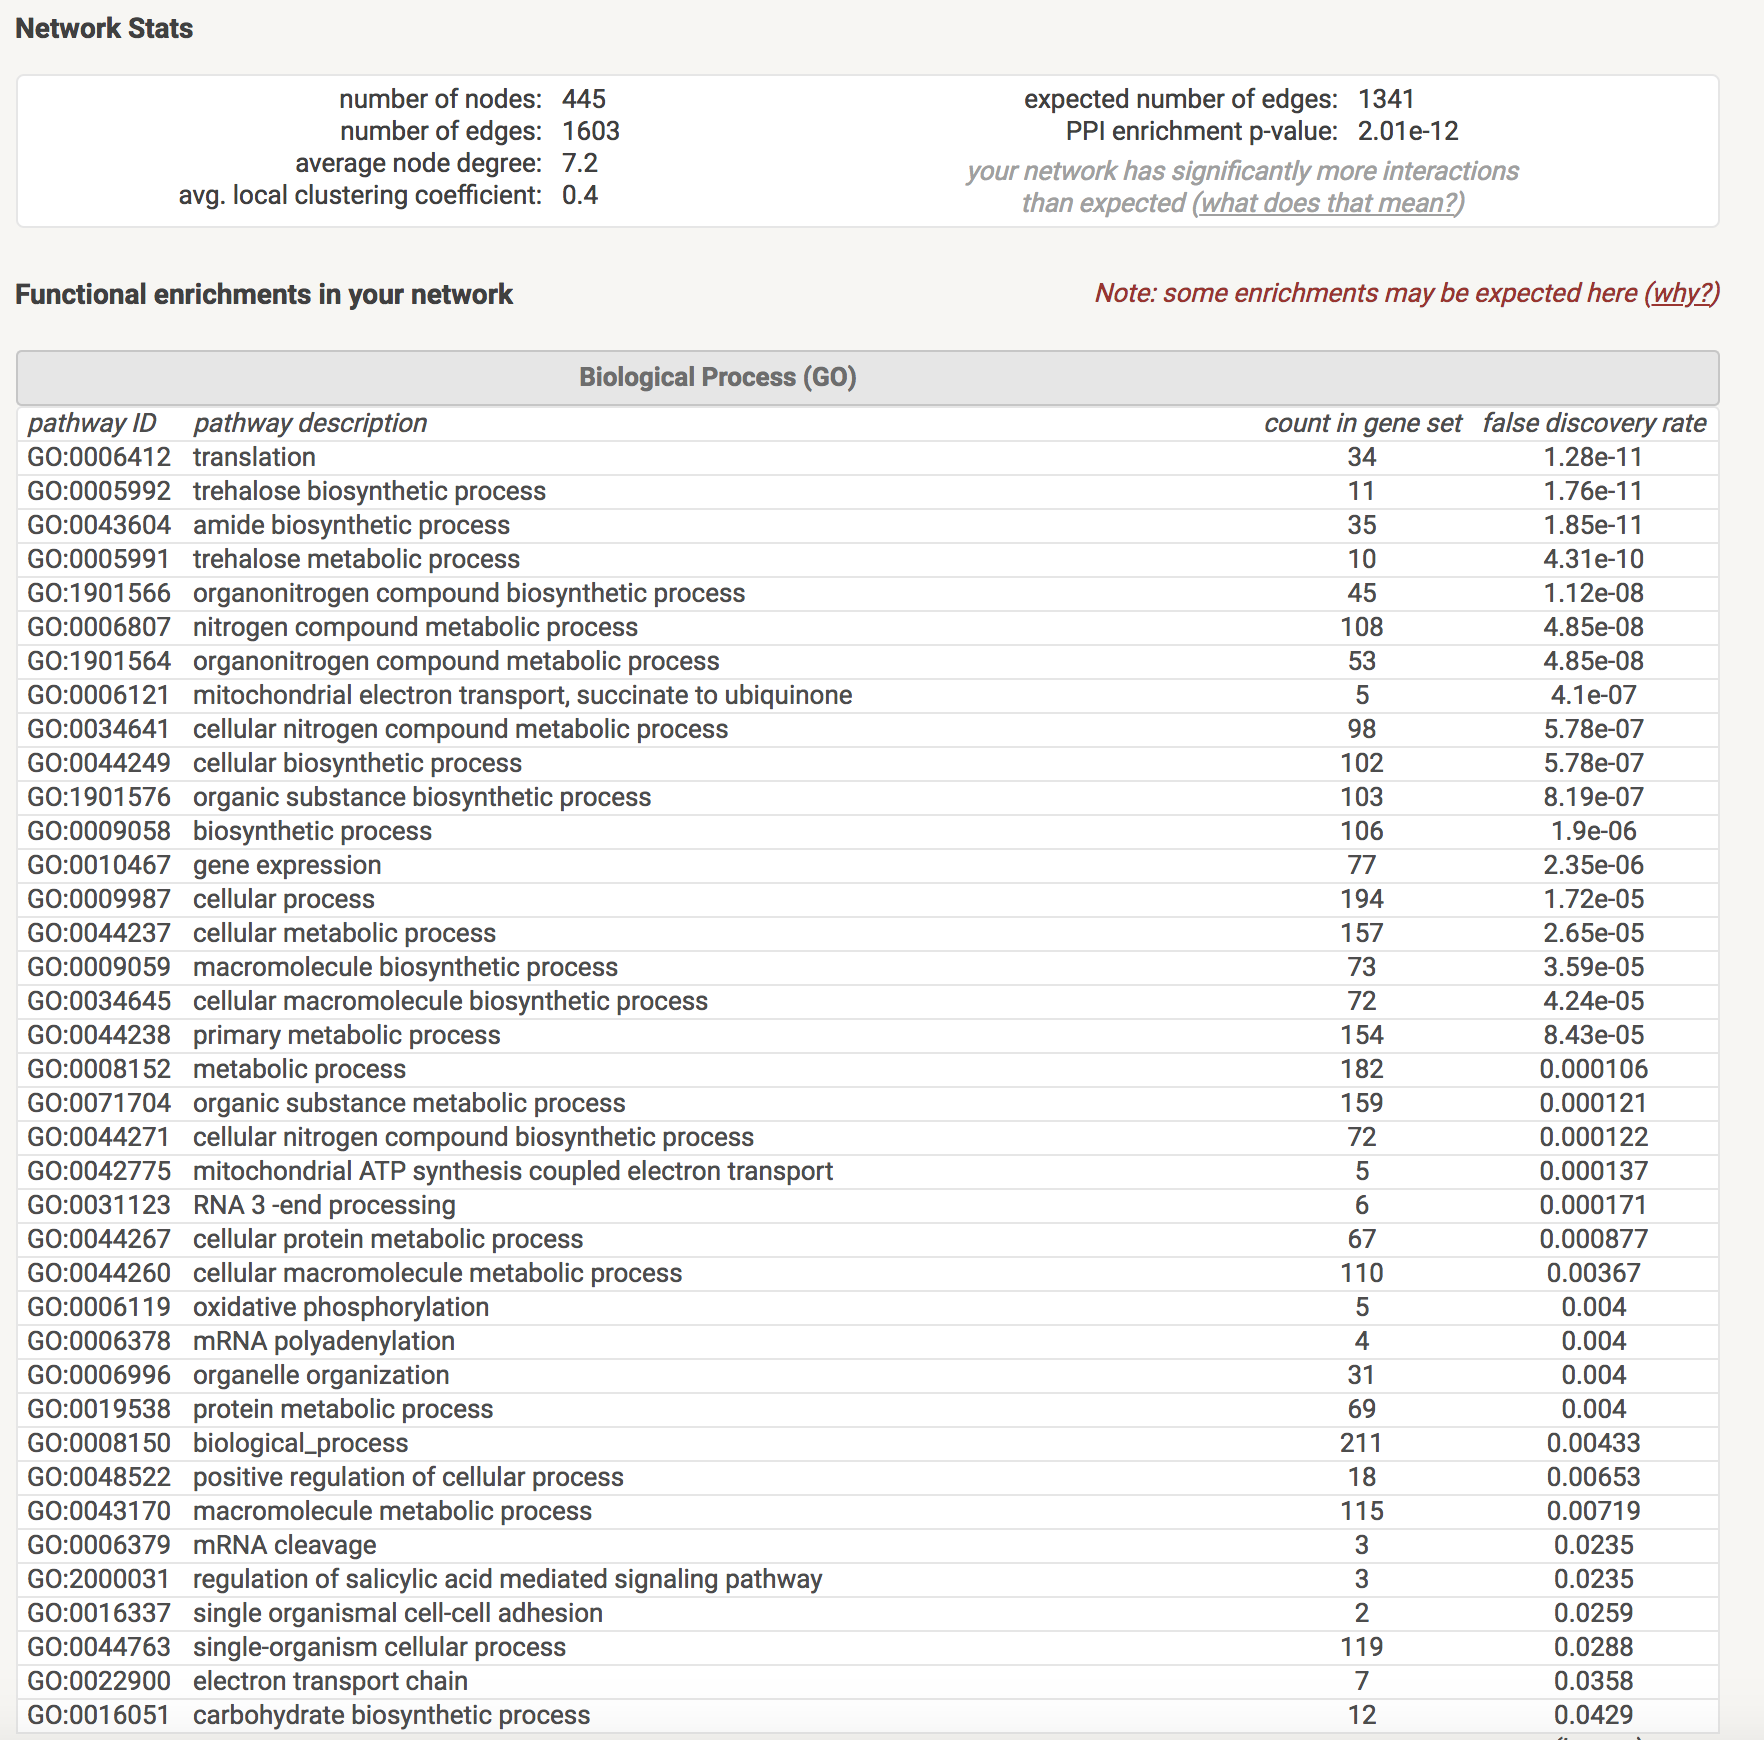 Network Stats
number of nodes: 445
number of edges: 1603
average node degree: 7.2
avg. local clustering coefficient: 0.4
expected number of edges: 1341
PPI enrichment p-value: 2.01e-12
your network has significantly more interactions
than expected (what does that mean?)
Functional enrichments in your network
Note: some enrichments may be expected here (why?)
Biological Process (GO)
pathway ID pathway description count in gene set false discovery rate
GO:0006412 translation 34 1.28e-11
GO:0005992 trehalose biosynthetic process 11 1.76e-11
GO:0043604 amide biosynthetic process 35 1.85e-11
GO:0005991 trehalose metabolic process 10 4.31e-10
GO:1901566 organonitrogen compound biosynthetic process 45 1.12e-08
GO:0006807 nitrogen compound metabolic process 108 4.85e-08
GO:1901564 organonitrogen compound metabolic process 53 4.85e-08
GO:0006121 mitochondrial electron transport, succinate to ubiquinone 5 4.1e-07
GO:0034641 cellular nitrogen compound metabolic process 98 5.78e-07
GO:0044249 cellular biosynthetic process 102 5.78e-07
GO:1901576 organic substance biosynthetic process 103 8.19e-07
GO:0009058 biosynthetic process 106 1.9e-06
GO:0010467 gene expression 77 2.35e-06
GO:0009987 cellular process 194 1.72e-05
GO:0044237 cellular metabolic process 157 2.65e-05
GO:0009059 macromolecule biosynthetic process 73 3.59e-05
GO:0034645 cellular macromolecule biosynthetic process 72 4.24e-05
GO:0044238 primary metabolic process 154 8.43e-05
GO:0008152 metabolic process 182 0.000106
GO:0071704 organic substance metabolic process 159 0.000121
GO:0044271 cellular nitrogen compound biosynthetic process 72 0.000122
GO:0042775 mitochondrial ATP synthesis coupled electron transport 5 0.000137
GO:0031123 RNA 3 -end processing 6 0.000171
GO:0044267 cellular protein metabolic process 67 0.000877
GO:0044260 cellular macromolecule metabolic process 110 0.00367
GO:0006119 oxidative phosphorylation 5 0.004
GO:0006378 mRNA polyadenylation 4 0.004
GO:0006996 organelle organization 31 0.004
GO:0019538 protein metabolic process 69 0.004
GO:0008150 biological_process 211 0.00433
GO:0048522 positive regulation of cellular process 18 0.00653
GO:0043170 macromolecule metabolic process 115 0.00719
GO:0006379 mRNA cleavage 3 0.0235
GO:2000031 regulation of salicylic acid mediated signaling pathway 3 0.0235
GO:0016337 single organismal cell-cell adhesion 2 0.0259
GO:0044763 single-organism cellular process 119 0.0288
GO:0022900 electron transport chain 7 0.0358
GO:0016051 carbohydrate biosynthetic process 12 0.0429